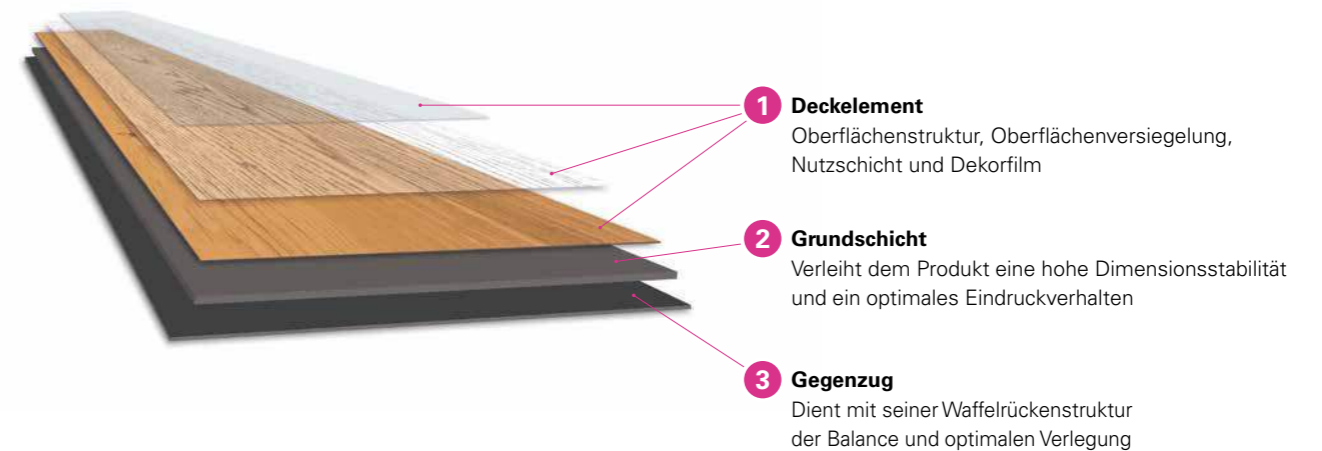 1 Deckelement
Oberflächenstruktur, Oberflächenversiegelung,
Nutzschicht und Dekorfilm
2 Grundschicht
Verleiht dem Produkt eine hohe Dimensionsstabilität
und ein optimales Eindruckverhalten
3 Gegenzug
Dient mit seiner Waffelrückenstruktur
der Balance und optimalen Verlegung